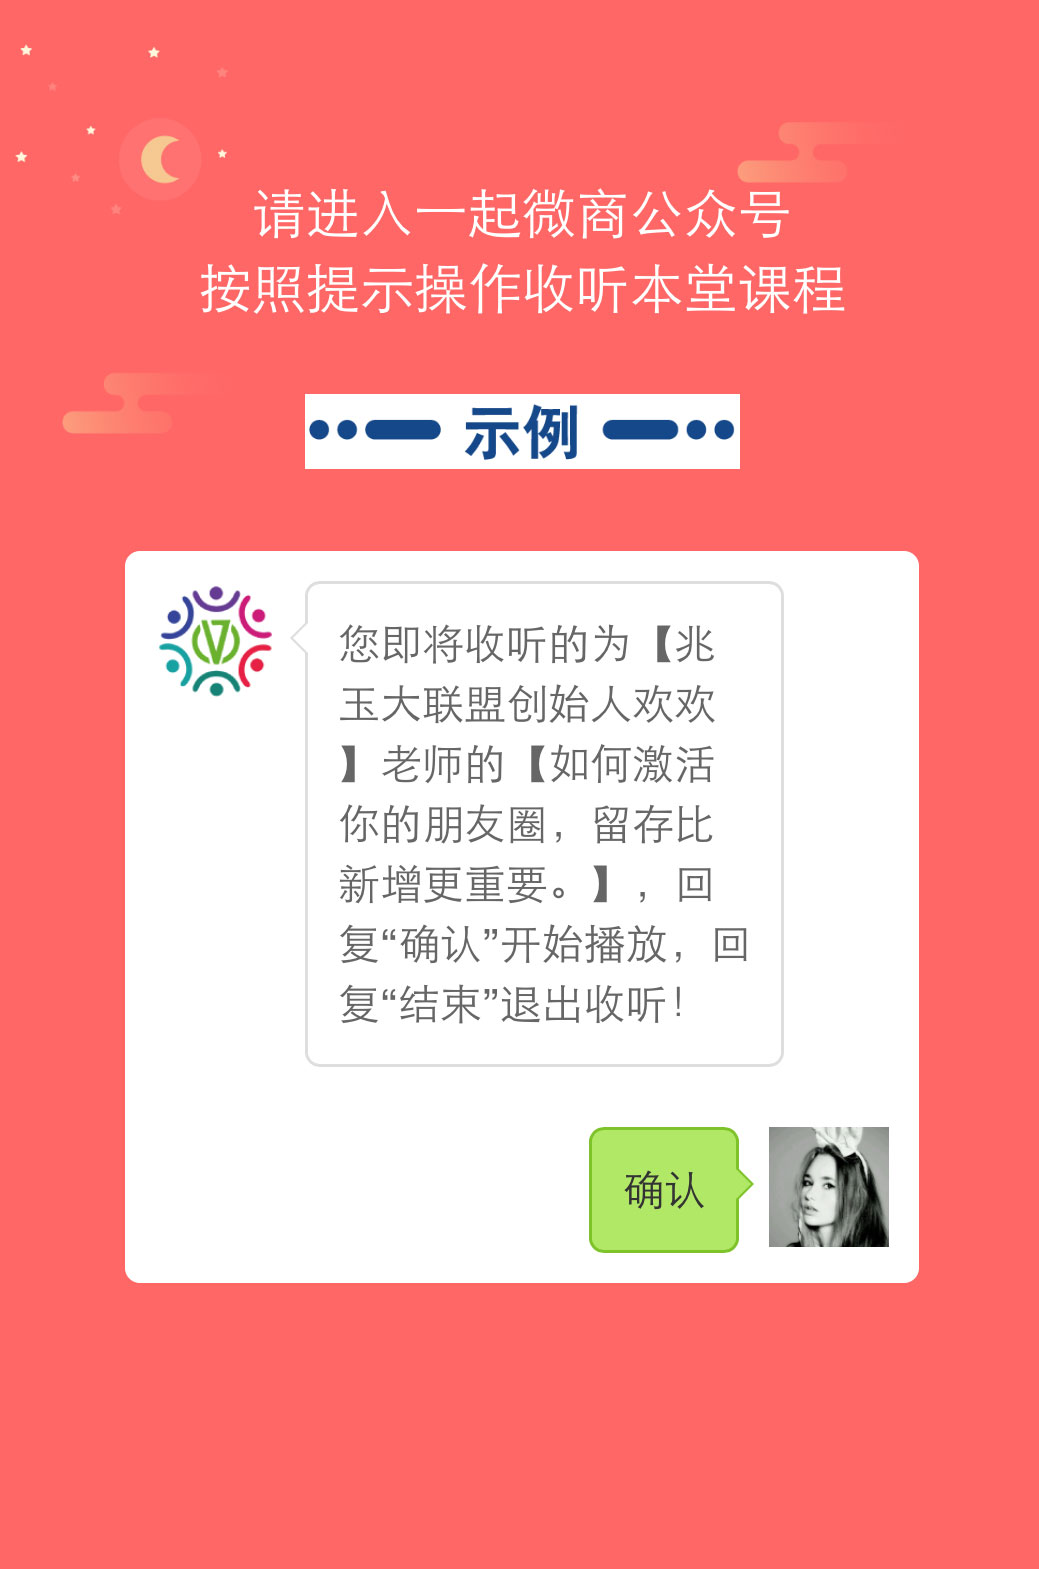 请进入一起微商公众号
按照提示操作收听本堂课程
示例
您即将收听的为【兆
玉大联盟创始人欢欢
】老师的【如何激活
你的朋友圈，留存比
新增更重要。】，回
复“确认”开始播放，回
复“结束”退出收听！
确认